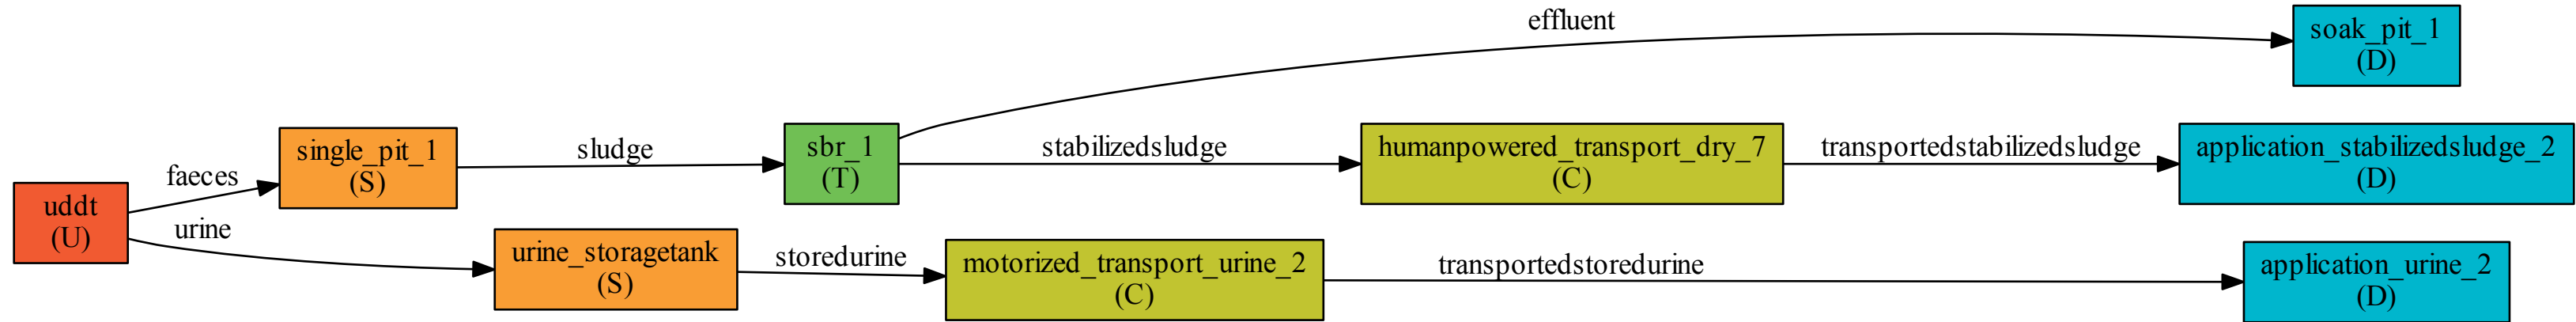 effluent
soak_pit_1
(D)
faeces
single_pit_1
(S)
sludge
sbr_1
(T)
stabilizedsludge
humanpowered_transport_dry_7
(C)
transportedstabilizedsludge
application_stabilizedsludge_2
(D)
uddt
(U)
urine
urine_storagetank
(S)
storedurine
motorized_transport_urine_2
(C)
transportedstoredurine
application_urine_2
(D)